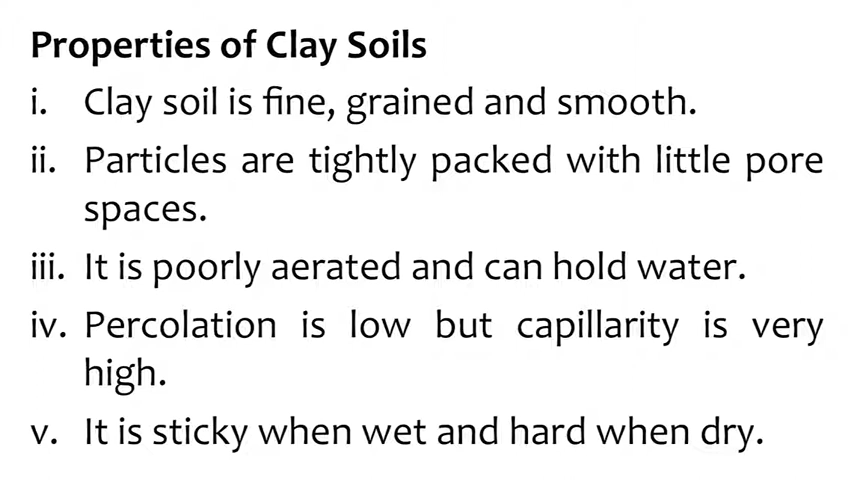 Properties of Clay Soils
i. Clay soil is fine, grained and smooth.
ii. Particles are tightly packed with little pore
spaces.
iii. It is poorly aerated and can hold water.
iv. Percolation is low but capillarity is very
high.
v. It is sticky when wet and hard when dry.